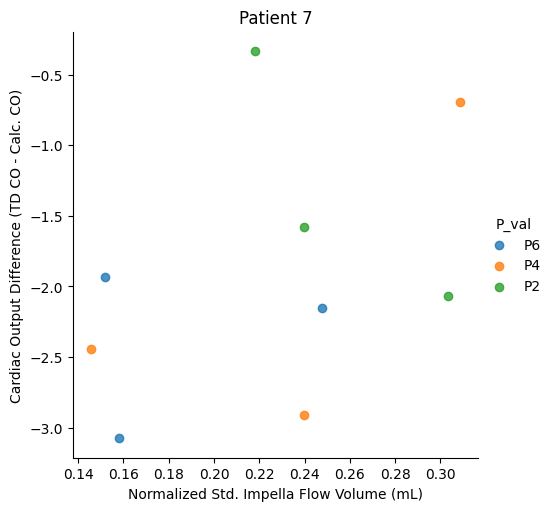 Patient 7
Cardiac Output Difference (TD CO - Calc. CO)
−0.5
−1.0
−1.5
−2.0
−2.5
−3.0
0.14 0.16 0.18 0.20 0.22 0.24 0.26 0.28 0.30
Normalized Std. Impella Flow Volume (mL)
P_val
P6
P4
P2